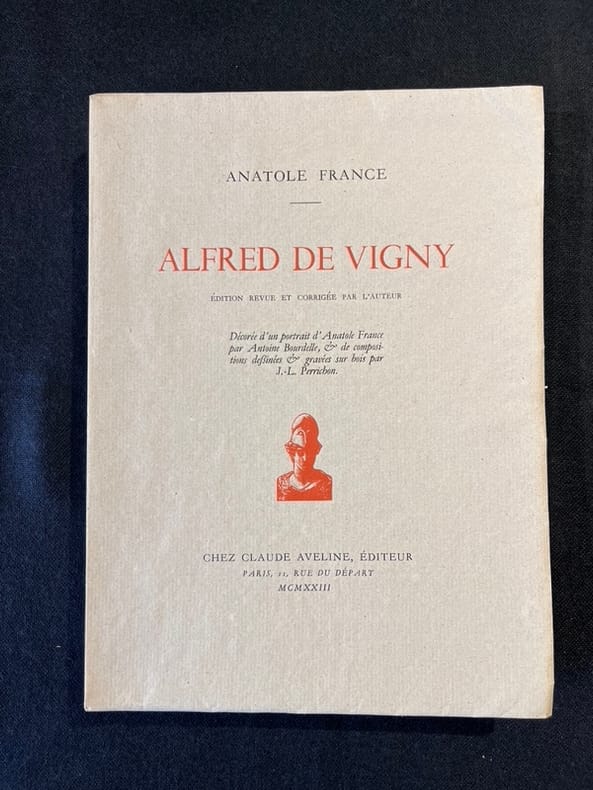 ANATOLE FRANCE
ALFRED DE VIGNY
ÉDITION REVUE ET CORRIGÉE PAR L'AUTEUR
Décorée d'un portrait d'Anatole France
par Antoine Bourdelle, & de composi-
tions deſſinées & gravées sur bois par
J.-L. Perrichon.
CHEZ CLAUDE AVELINE, ÉDITEUR
PARIS, 11, RUE DU DÉPART
MCMXXIII